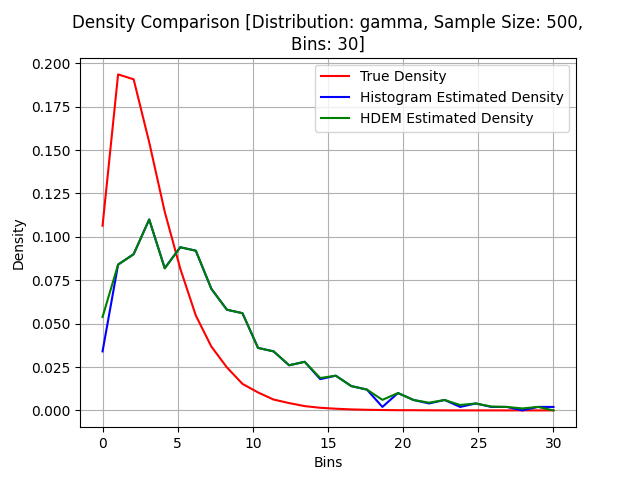 Density Comparison [Distribution: gamma, Sample Size: 500,
Bins: 30]
True Density
Histogram Estimated Density
HDEM Estimated Density
Density
0.200
0.175
0.150
0.125
0.100
0.075
0.050
0.025
0.000
0 5 10 15 20 25 30
Bins